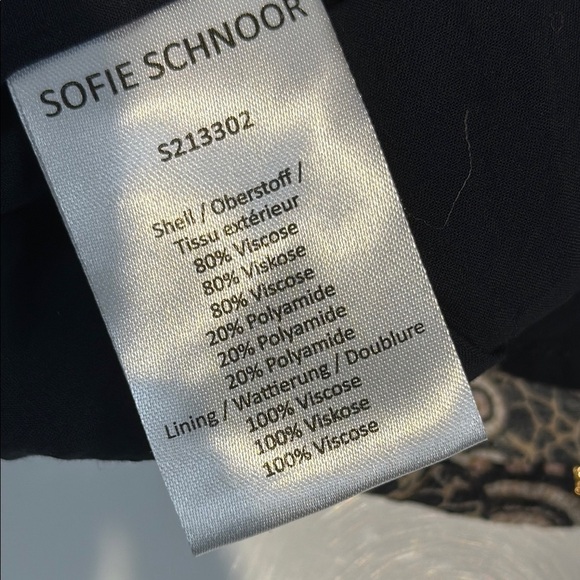 SOFIE SCHNOOR
S213302
Shell / Oberstoff /
Tissu extérieur
80% Viscose
80% Viskose
80% Viscose
20% Polyamide
20% Polyamide
20% Polyamide
Lining / Wattierung / Doublure
100% Viscose
100% Viskose
100% Viscose